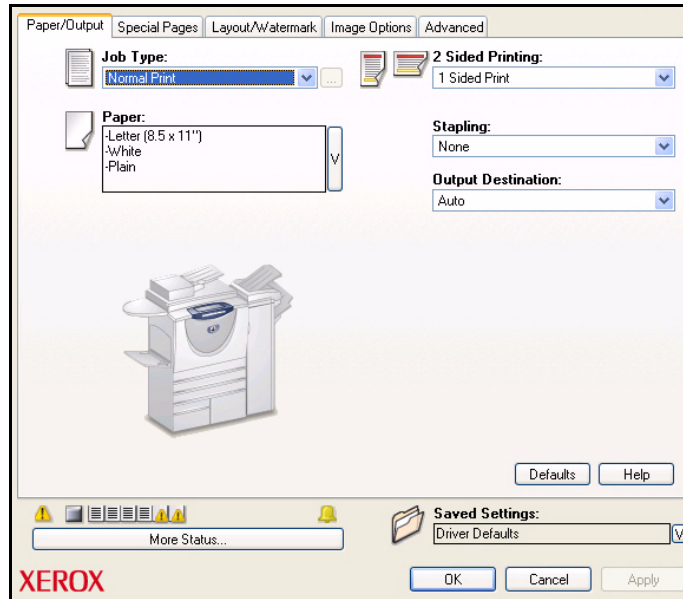 Paper/Output Special Pages Layout/Watermark Image Options Advanced
Job Type:
Normal Print
...
2 Sided Printing:
1 Sided Print
Paper:
-Letter (8.5 x 11")
-White
-Plain
V
Stapling:
None
Output Destination:
Auto
Defaults Help
More Status...
Saved Settings:
Driver Defaults
V
XEROX
OK Cancel Apply